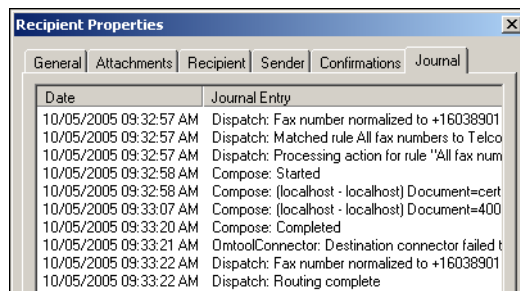 Recipient Properties
General Attachments Recipient Sender Confirmations Journal
Date Journal Entry
10/05/2005 09:32:57 AM Dispatch: Fax number normalized to +16038901
10/05/2005 09:32:57 AM Dispatch: Matched rule All fax numbers to Telco
10/05/2005 09:32:57 AM Dispatch: Processing action for rule "All fax num
10/05/2005 09:32:58 AM Compose: Started
10/05/2005 09:32:58 AM Compose: (localhost - localhost) Document=cert
10/05/2005 09:33:07 AM Compose: (localhost - localhost) Document=400
10/05/2005 09:33:20 AM Compose: Completed
10/05/2005 09:33:21 AM OmtoolConnector: Destination connector failed t
10/05/2005 09:33:22 AM Dispatch: Fax number normalized to +16038901
10/05/2005 09:33:22 AM Dispatch: Routing complete